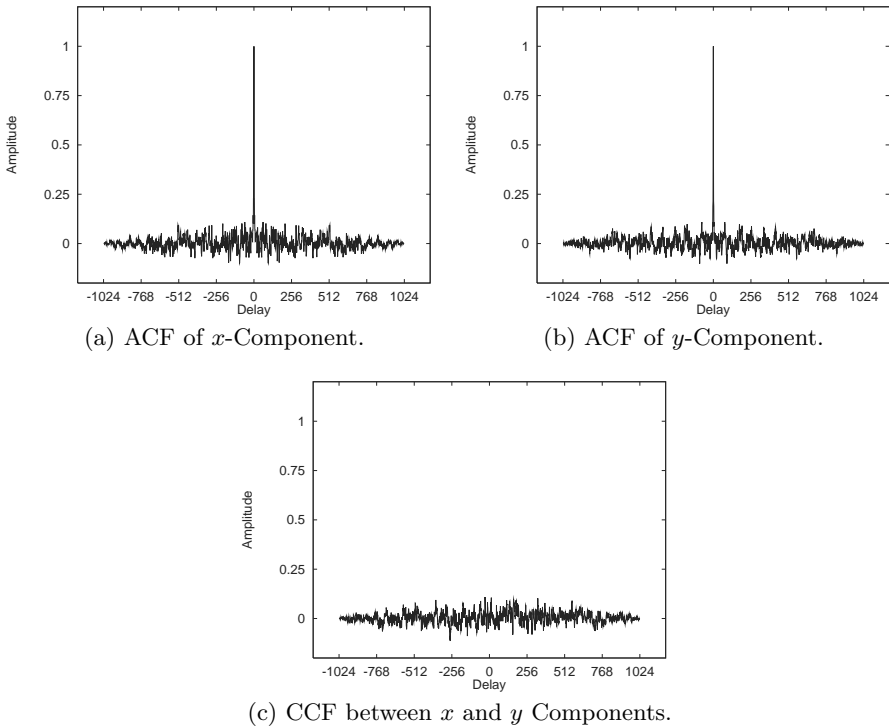 1
0.75
0.5
0.25
0
Amplitude
-1024 -768 -512 -256 0 256 512 768 1024
Delay
(a) ACF of x-Component.
1
0.75
0.5
0.25
0
Amplitude
-1024 -768 -512 -256 0 256 512 768 1024
Delay
(b) ACF of y-Component.
1
0.75
0.5
0.25
0
Amplitude
-1024 -768 -512 -256 0 256 512 768 1024
Delay
(c) CCF between x and y Components.